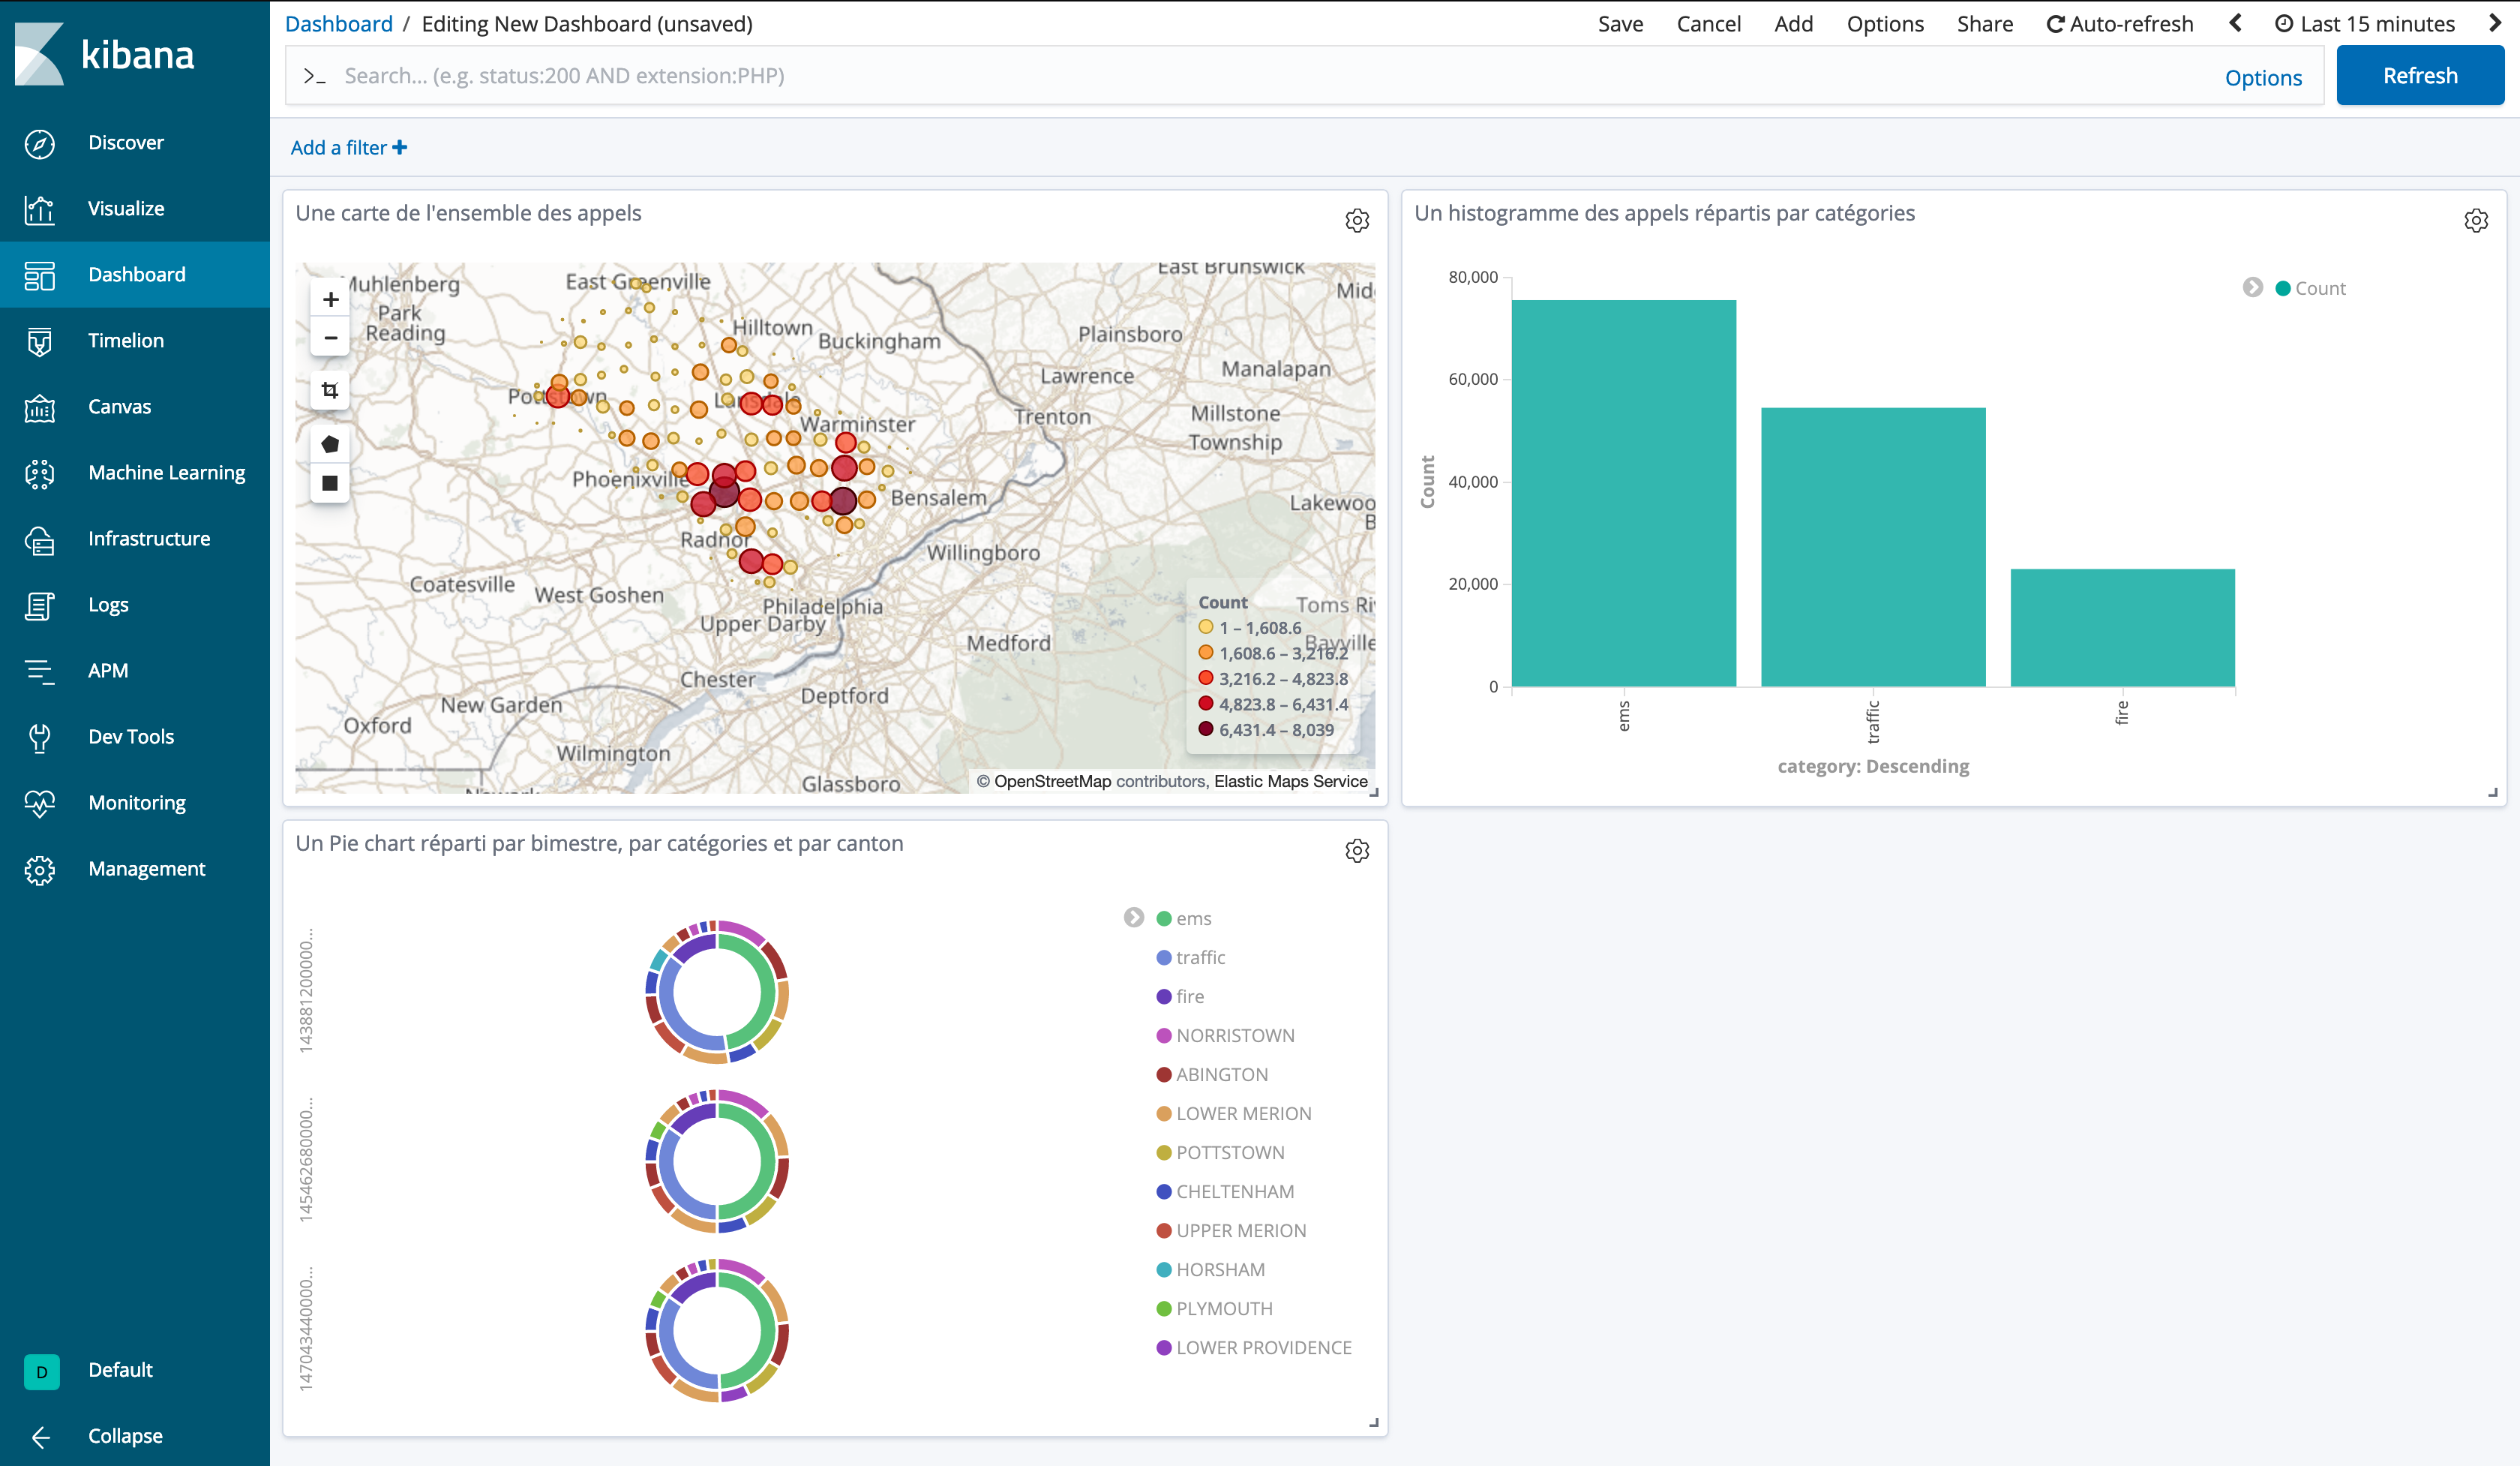 kibana
Discover
Visualize
Dashboard
Timelion
Canvas
Machine Learning
Infrastructure
Logs
APM
Dev Tools
Monitoring
Management
D Default
Collapse
Dashboard / Editing New Dashboard (unsaved)
Save Cancel Add Options Share Auto-refresh Last 15 minutes
>_ Search... (e.g. status:200 AND extension:PHP) Options Refresh
Add a filter +
Une carte de l'ensemble des appels
+
−
Muhlenberg
East Greenville
East Brunswick
Park
Reading
Hilltown
Buckingham
Plainsboro
Lawrence
Manalapan
Pottstown
Lansdale
Trenton
Millstone
Township
Warminster
Phoenixville
Bensalem
Radnor
Willingboro
Coatesville
West Goshen
Philadelphia
Upper Darby
Medford
Chester
Deptford
New Garden
Oxford
Wilmington
Glassboro
Count
1 – 1,608.6
1,608.6 – 3,216.2
3,216.2 – 4,823.8
4,823.8 – 6,431.4
6,431.4 – 8,039
© OpenStreetMap contributors, Elastic Maps Service
Un histogramme des appels répartis par catégories
80,000
60,000
40,000
20,000
0
Count
ems
traffic
fire
category: Descending
Count
Un Pie chart réparti par bimestre, par catégories et par canton
14388120000...
14546268000...
14704344000...
ems
traffic
fire
NORRISTOWN
ABINGTON
LOWER MERION
POTTSTOWN
CHELTENHAM
UPPER MERION
HORSHAM
PLYMOUTH
LOWER PROVIDENCE